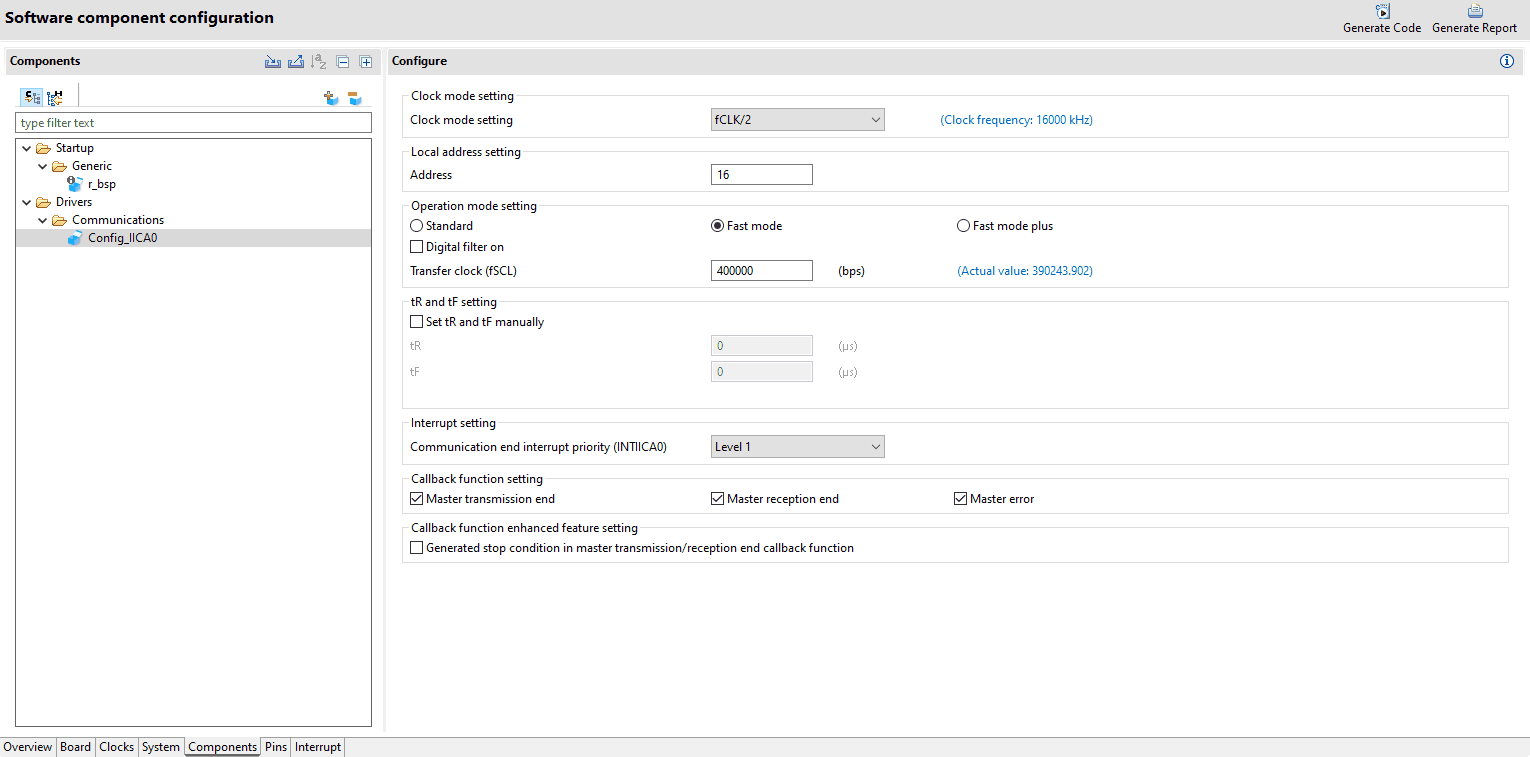 Software component configuration
Generate Code Generate Report
Components
type filter text
Startup
Generic
r_bsp
Drivers
Communications
Config_IICA0
Configure
Clock mode setting
Clock mode setting fCLK/2 (Clock frequency: 16000 kHz)
Local address setting
Address 16
Operation mode setting
Standard Fast mode Fast mode plus
Digital filter on
Transfer clock (fSCL) 400000 (bps) (Actual value: 390243.902)
tR and tF setting
Set tR and tF manually
tR 0 (µs)
tF 0 (µs)
Interrupt setting
Communication end interrupt priority (INTIICA0) Level 1
Callback function setting
Master transmission end Master reception end Master error
Callback function enhanced feature setting
Generated stop condition in master transmission/reception end callback function
Overview Board Clocks System Components Pins Interrupt